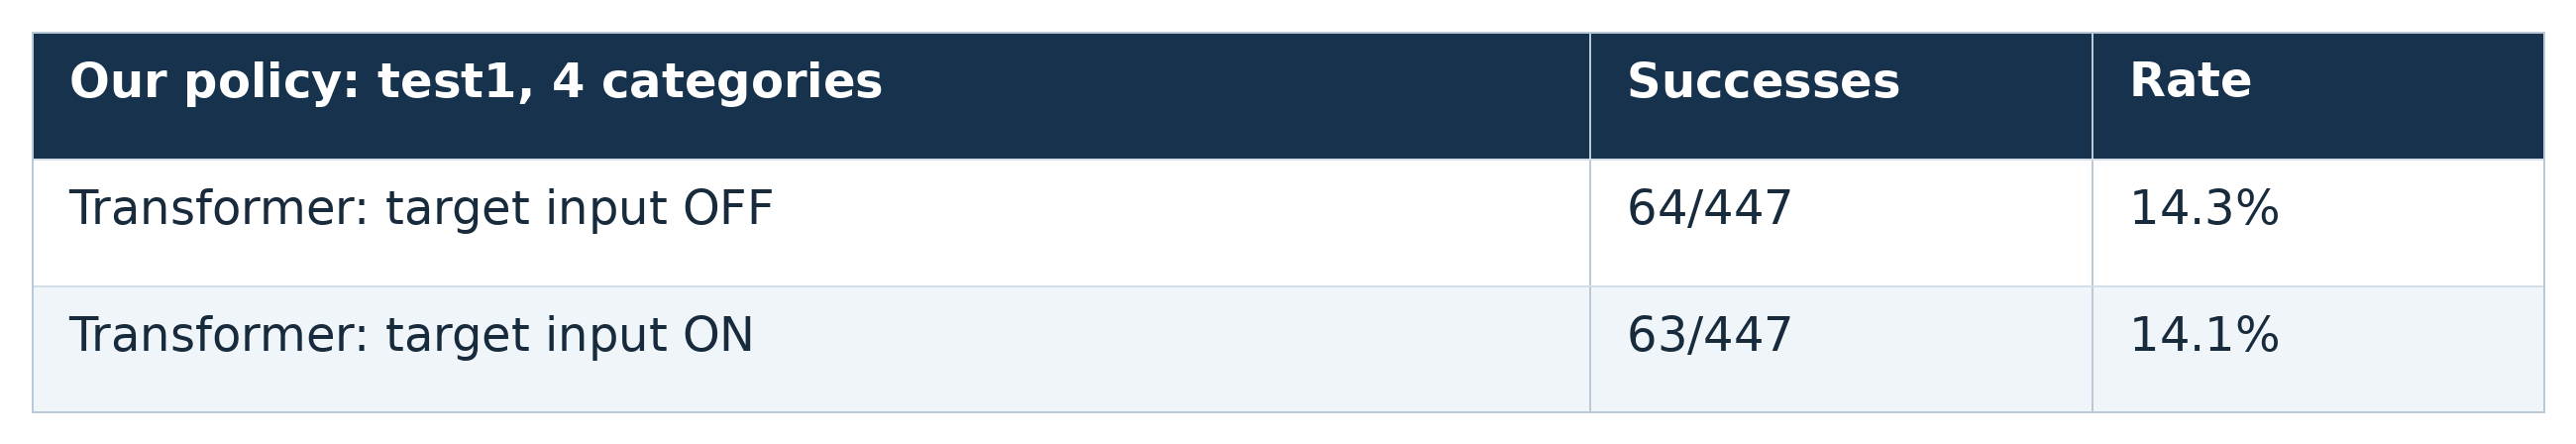 Our policy: test1, 4 categories Successes Rate
Transformer: target input OFF 64/447 14.3%
Transformer: target input ON 63/447 14.1%